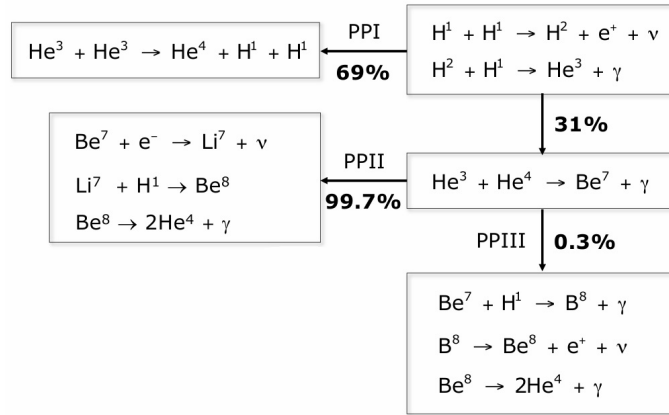 H¹ + H¹ → H² + e⁺ + ν
H² + H¹ → He³ + γ
PPI
69%
He³ + He³ → He⁴ + H¹ + H¹
31%
He³ + He⁴ → Be⁷ + γ
PPII
99.7%
Be⁷ + e⁻ → Li⁷ + ν
Li⁷ + H¹ → Be⁸
Be⁸ → 2He⁴ + γ
PPIII
0.3%
Be⁷ + H¹ → B⁸ + γ
B⁸ → Be⁸ + e⁺ + ν
Be⁸ → 2He⁴ + γ